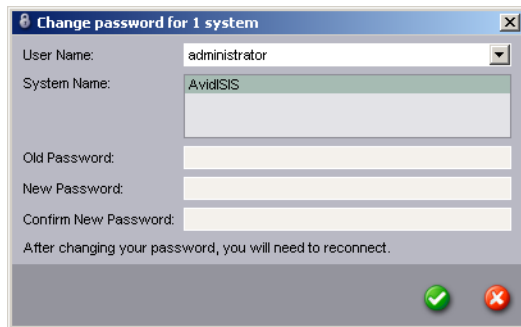 Change password for 1 system
User Name: administrator
System Name: AvidISIS
Old Password:
New Password:
Confirm New Password:
After changing your password, you will need to reconnect.